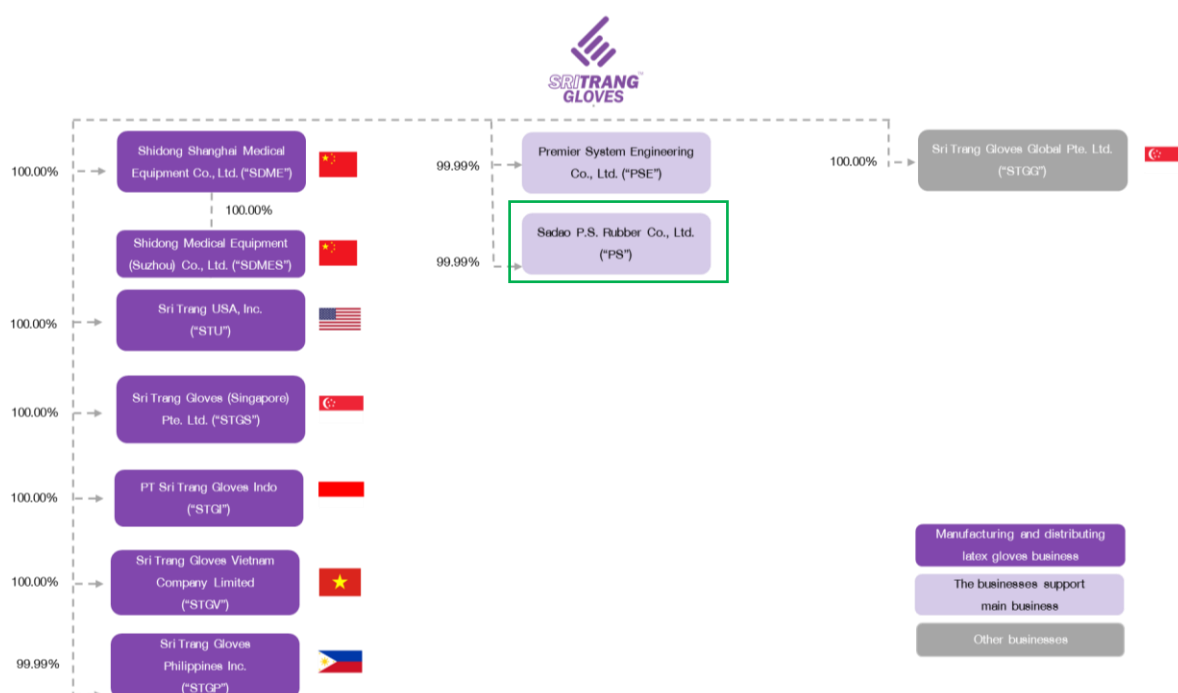 SRITRANG
GLOVES
100.00%
Shidong Shanghai Medical
Equipment Co., Ltd. (“SDME”)
100.00%
Shidong Medical Equipment
(Suzhou) Co., Ltd. (“SDMES”)
100.00%
Sri Trang USA, Inc.
(“STU”)
100.00%
Sri Trang Gloves (Singapore)
Pte. Ltd. (“STGS”)
100.00%
PT Sri Trang Gloves Indo
(“STGI”)
100.00%
Sri Trang Gloves Vietnam
Company Limited
(“STGV”)
99.99%
Sri Trang Gloves
Philippines Inc.
(“STGP”)
99.99%
Premier System Engineering
Co., Ltd. (“PSE”)
99.99%
Sadao P.S. Rubber Co., Ltd.
(“PS”)
100.00%
Sri Trang Gloves Global Pte. Ltd.
(“STGG”)
Manufacturing and distributing
latex gloves business
The businesses support
main business
Other businesses